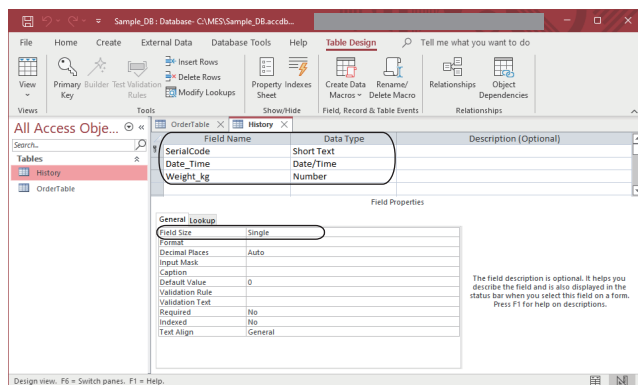 Sample_DB : Database- C:\MES\Sample_DB.accdb...
File Home Create External Data Database Tools Help Table Design Tell me what you want to do
View
Views
Primary Key
Builder
Test Validation Rules
Insert Rows
Delete Rows
Modify Lookups
Tools
Property Sheet
Indexes
Show/Hide
Create Data Macros
Rename/ Delete Macro
Field, Record & Table Events
Relationships
Object Dependencies
Relationships
All Access Obje...
Search...
Tables
History
OrderTable
OrderTable History
Field Name Data Type Description (Optional)
SerialCode Short Text
Date_Time Date/Time
Weight_kg Number
Field Properties
General Lookup
Field Size Single
Format
Decimal Places Auto
Input Mask
Caption
Default Value 0
Validation Rule
Validation Text
Required No
Indexed No
Text Align General
The field description is optional. It helps you
describe the field and is also displayed in the
status bar when you select this field on a form.
Press F1 for help on descriptions.
Design view. F6 = Switch panes. F1 = Help.